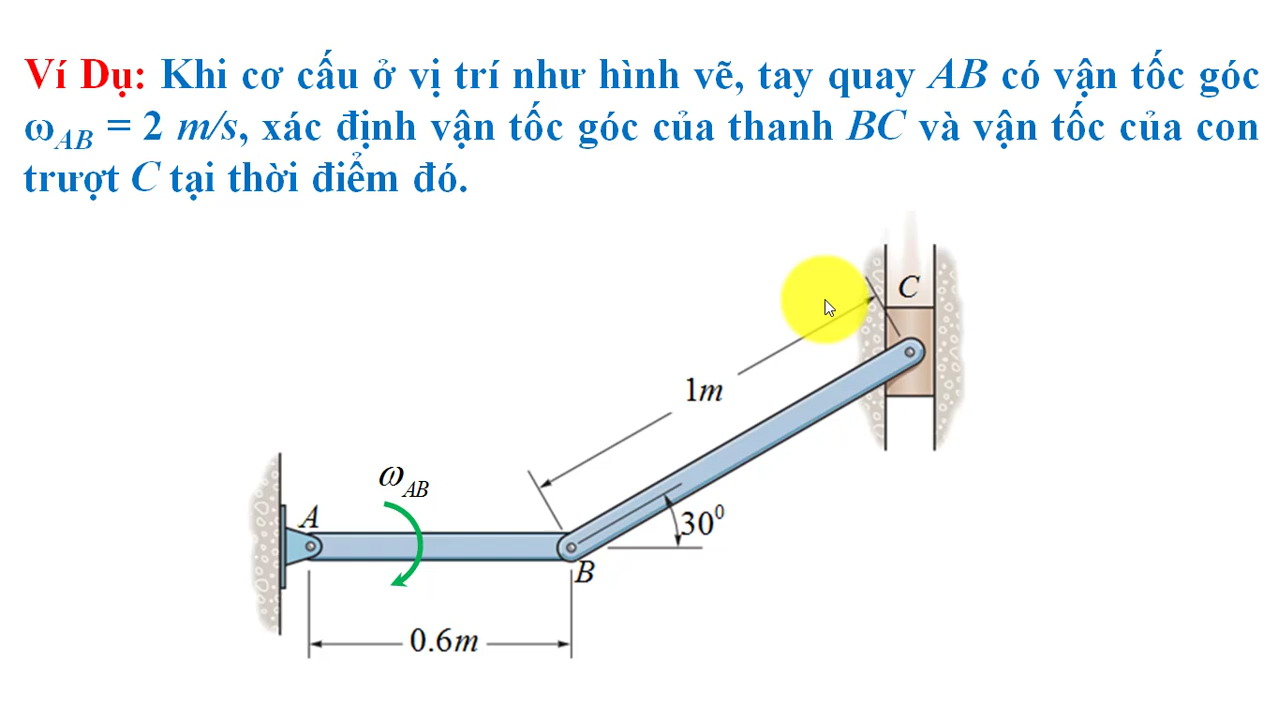 Ví Dụ: Khi cơ cấu ở vị trí như hình vẽ, tay quay AB có vận tốc góc
ω_AB = 2 m/s, xác định vận tốc góc của thanh BC và vận tốc của con
trượt C tại thời điểm đó.
C
1m
ω_AB
A
30⁰
B
0.6m